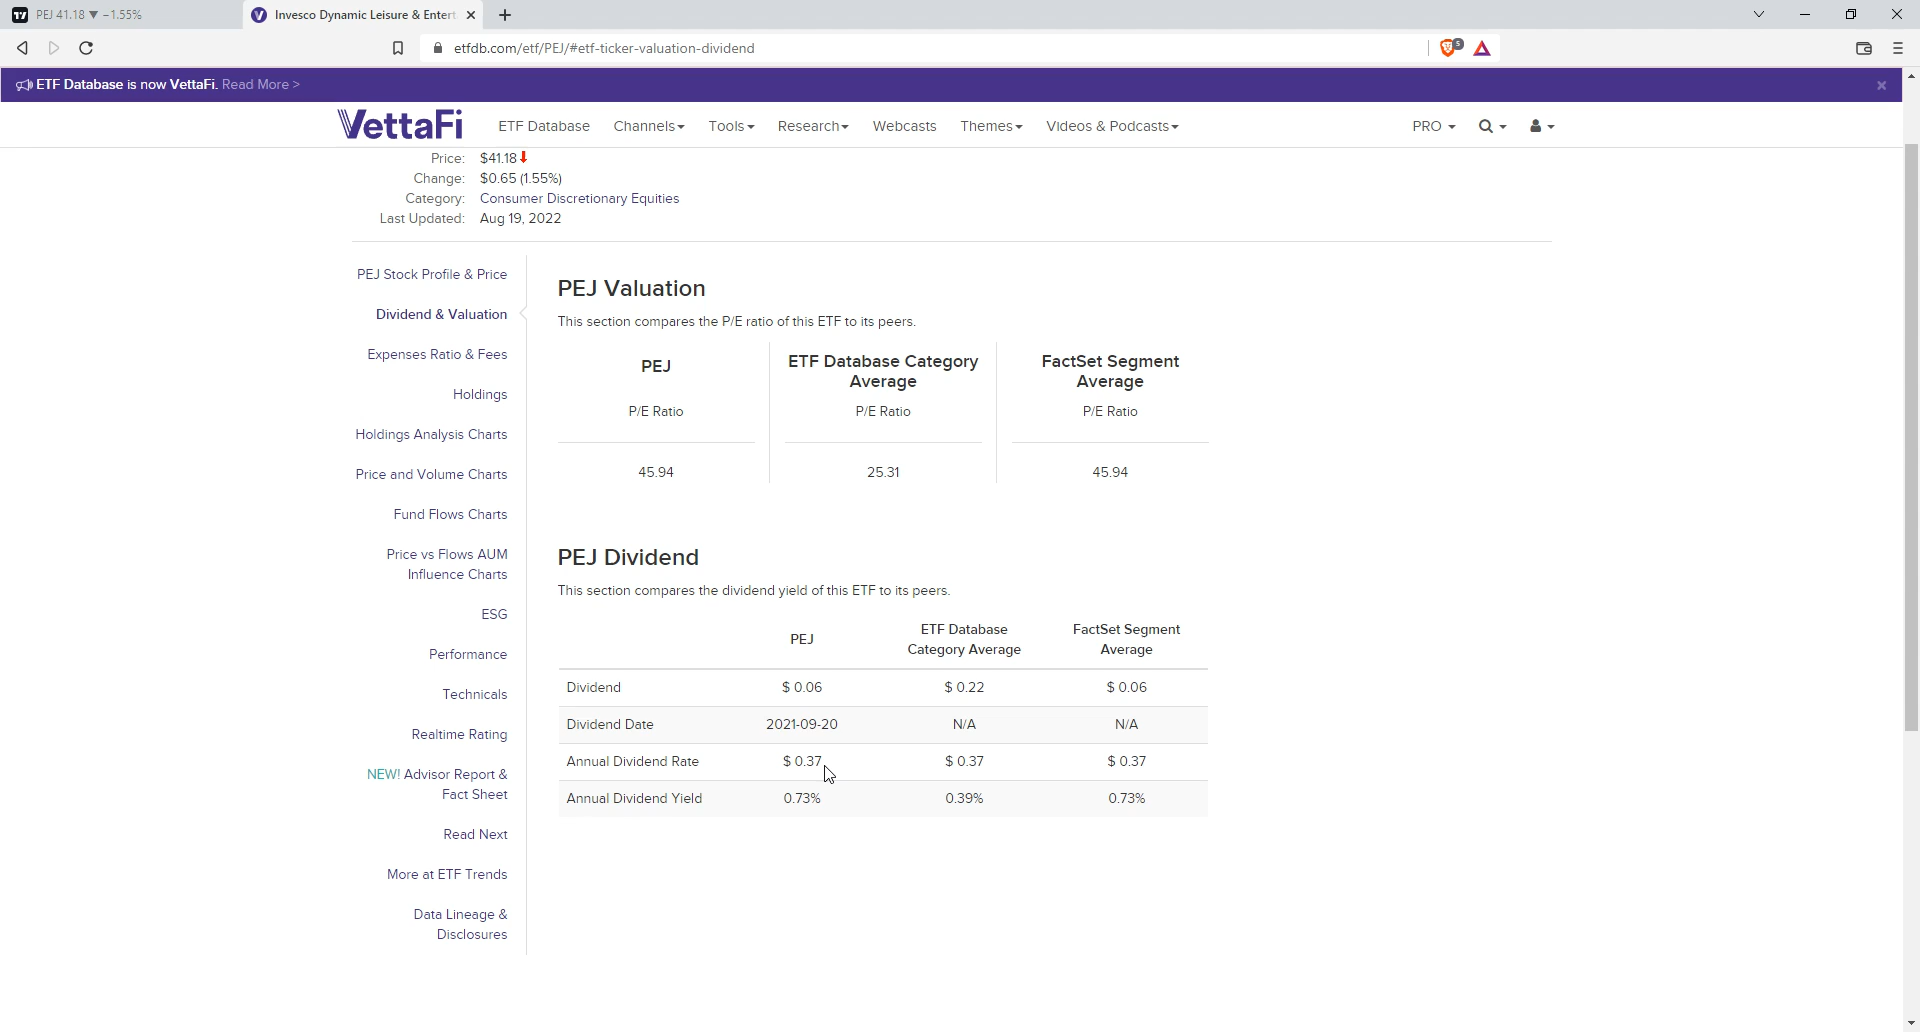 PEJ 41.18 ▼ −1.55%
Invesco Dynamic Leisure & Entert
etfdb.com/etf/PEJ/#etf-ticker-valuation-dividend
5
ETF Database is now VettaFi. Read More >
VettaFi
ETF Database Channels Tools Research Webcasts Themes Videos & Podcasts PRO
Price: $41.18
Change: $0.65 (1.55%)
Category: Consumer Discretionary Equities
Last Updated: Aug 19, 2022
PEJ Stock Profile & Price
Dividend & Valuation
Expenses Ratio & Fees
Holdings
Holdings Analysis Charts
Price and Volume Charts
Fund Flows Charts
Price vs Flows AUM
Influence Charts
ESG
Performance
Technicals
Realtime Rating
NEW! Advisor Report &
Fact Sheet
Read Next
More at ETF Trends
Data Lineage &
Disclosures
PEJ Valuation
This section compares the P/E ratio of this ETF to its peers.
PEJ
P/E Ratio
45.94
ETF Database Category
Average
P/E Ratio
25.31
FactSet Segment
Average
P/E Ratio
45.94
PEJ Dividend
This section compares the dividend yield of this ETF to its peers.
PEJ
ETF Database
Category Average
FactSet Segment
Average
Dividend $ 0.06 $ 0.22 $ 0.06
Dividend Date 2021-09-20 N/A N/A
Annual Dividend Rate $ 0.37 $ 0.37 $ 0.37
Annual Dividend Yield 0.73% 0.39% 0.73%